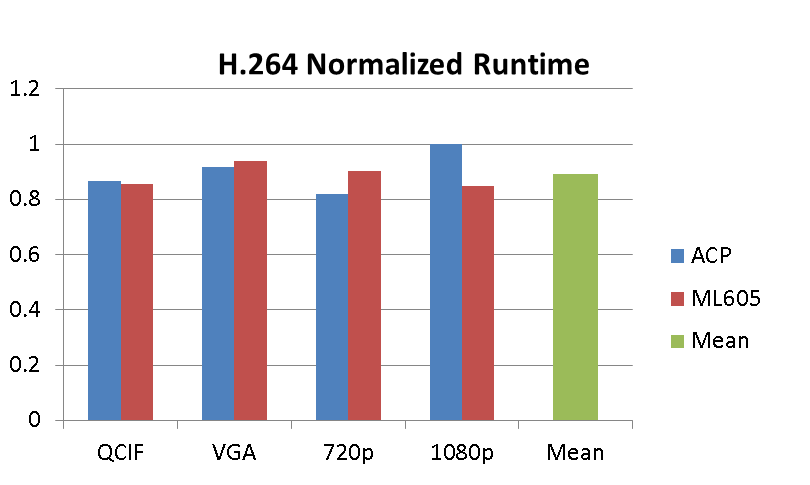 H.264 Normalized Runtime
1.2
1
0.8
0.6
0.4
0.2
0
QCIF
VGA
720p
1080p
Mean
ACP
ML605
Mean